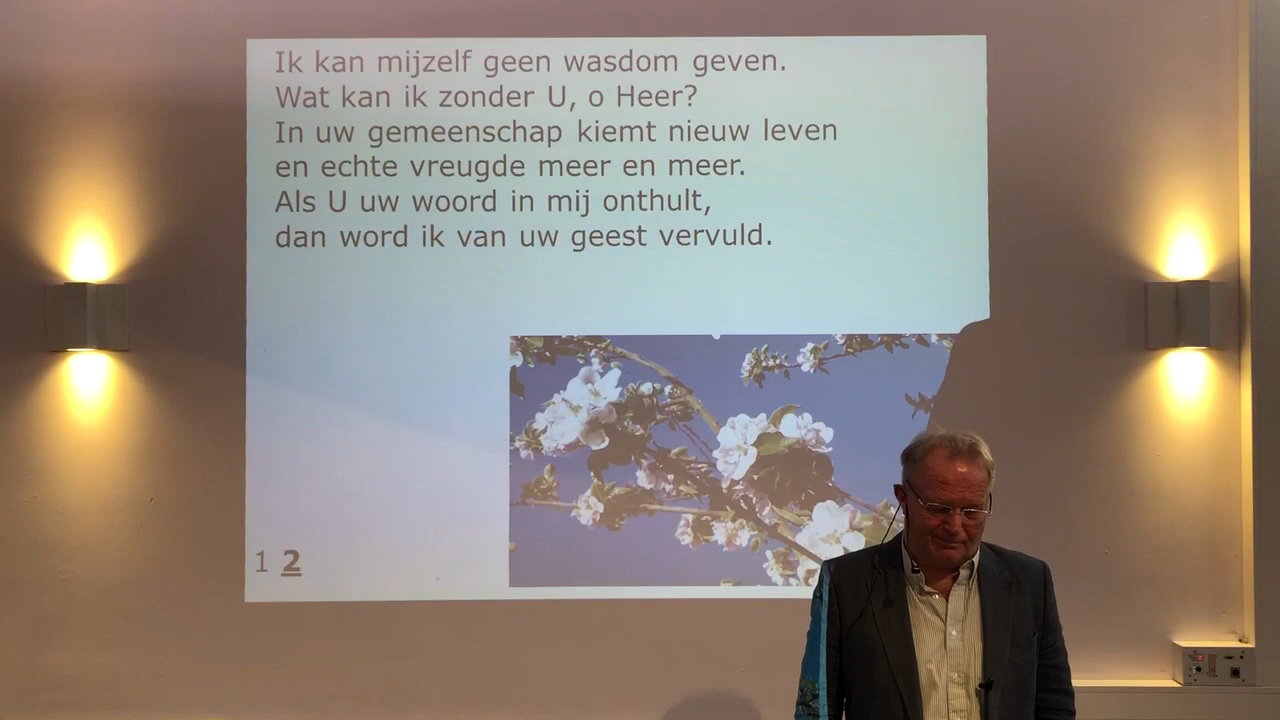 Ik kan mijzelf geen wasdom geven.
Wat kan ik zonder U, o Heer?
In uw gemeenschap kiemt nieuw leven
en echte vreugde meer en meer.
Als U uw woord in mij onthult,
dan word ik van uw geest vervuld.
1 2